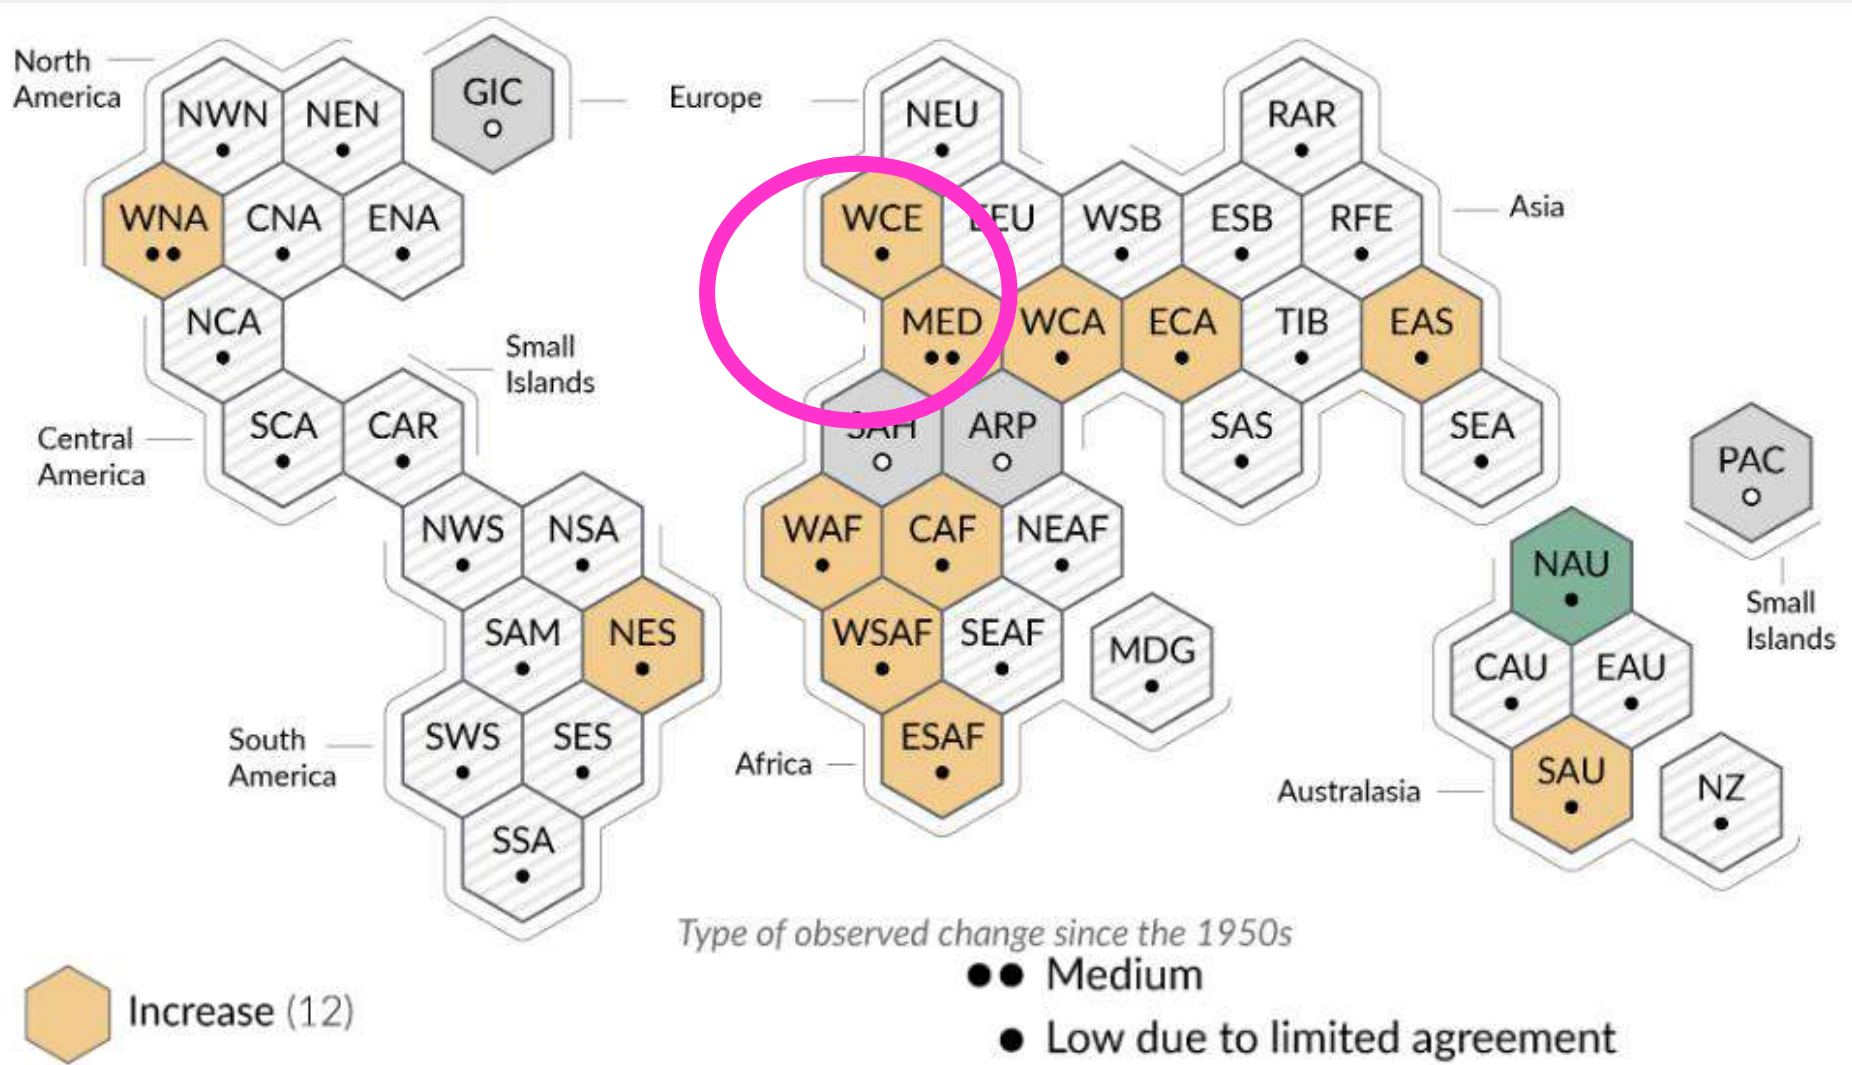 North
America
NWN
NEN
GIC
WNA
CNA
ENA
NCA
Small
Islands
Central
America
SCA
CAR
NWS
NSA
SAM
NES
South
America
SWS
SES
SSA
Europe
NEU
RAR
WCE
EEU
WSB
ESB
RFE
Asia
MED
WCA
ECA
TIB
EAS
SAH
ARP
SAS
SEA
WAF
CAF
NEAF
WSAF
SEAF
MDG
Africa
ESAF
PAC
Small
Islands
NAU
CAU
EAU
Australasia
SAU
NZ
Type of observed change since the 1950s
Increase (12)
Medium
Low due to limited agreement